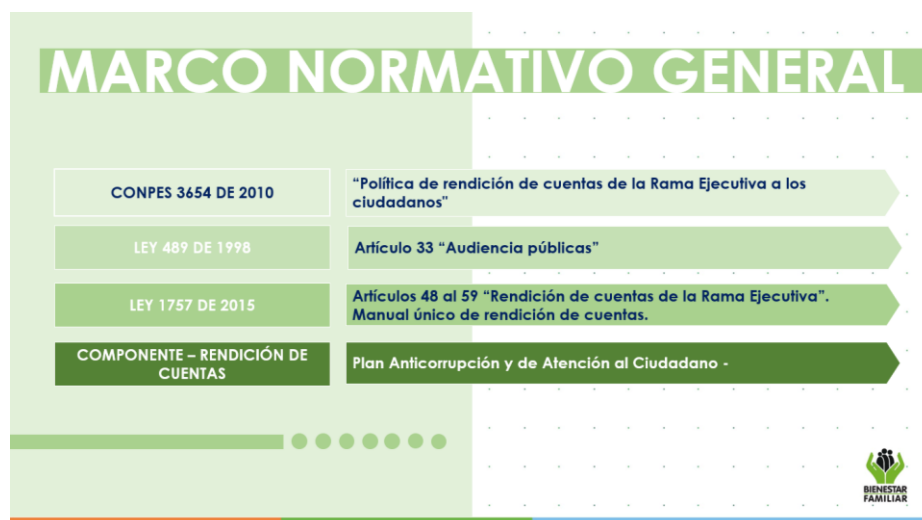 MARCO NORMATIVO GENERAL
CONPES 3654 DE 2010
“Política de rendición de cuentas de la Rama Ejecutiva a los
ciudadanos”
LEY 489 DE 1998
Artículo 33 “Audiencia públicas”
LEY 1757 DE 2015
Artículos 48 al 59 “Rendición de cuentas de la Rama Ejecutiva”.
Manual único de rendición de cuentas.
COMPONENTE – RENDICIÓN DE
CUENTAS
Plan Anticorrupción y de Atención al Ciudadano -
BIENESTAR
FAMILIAR